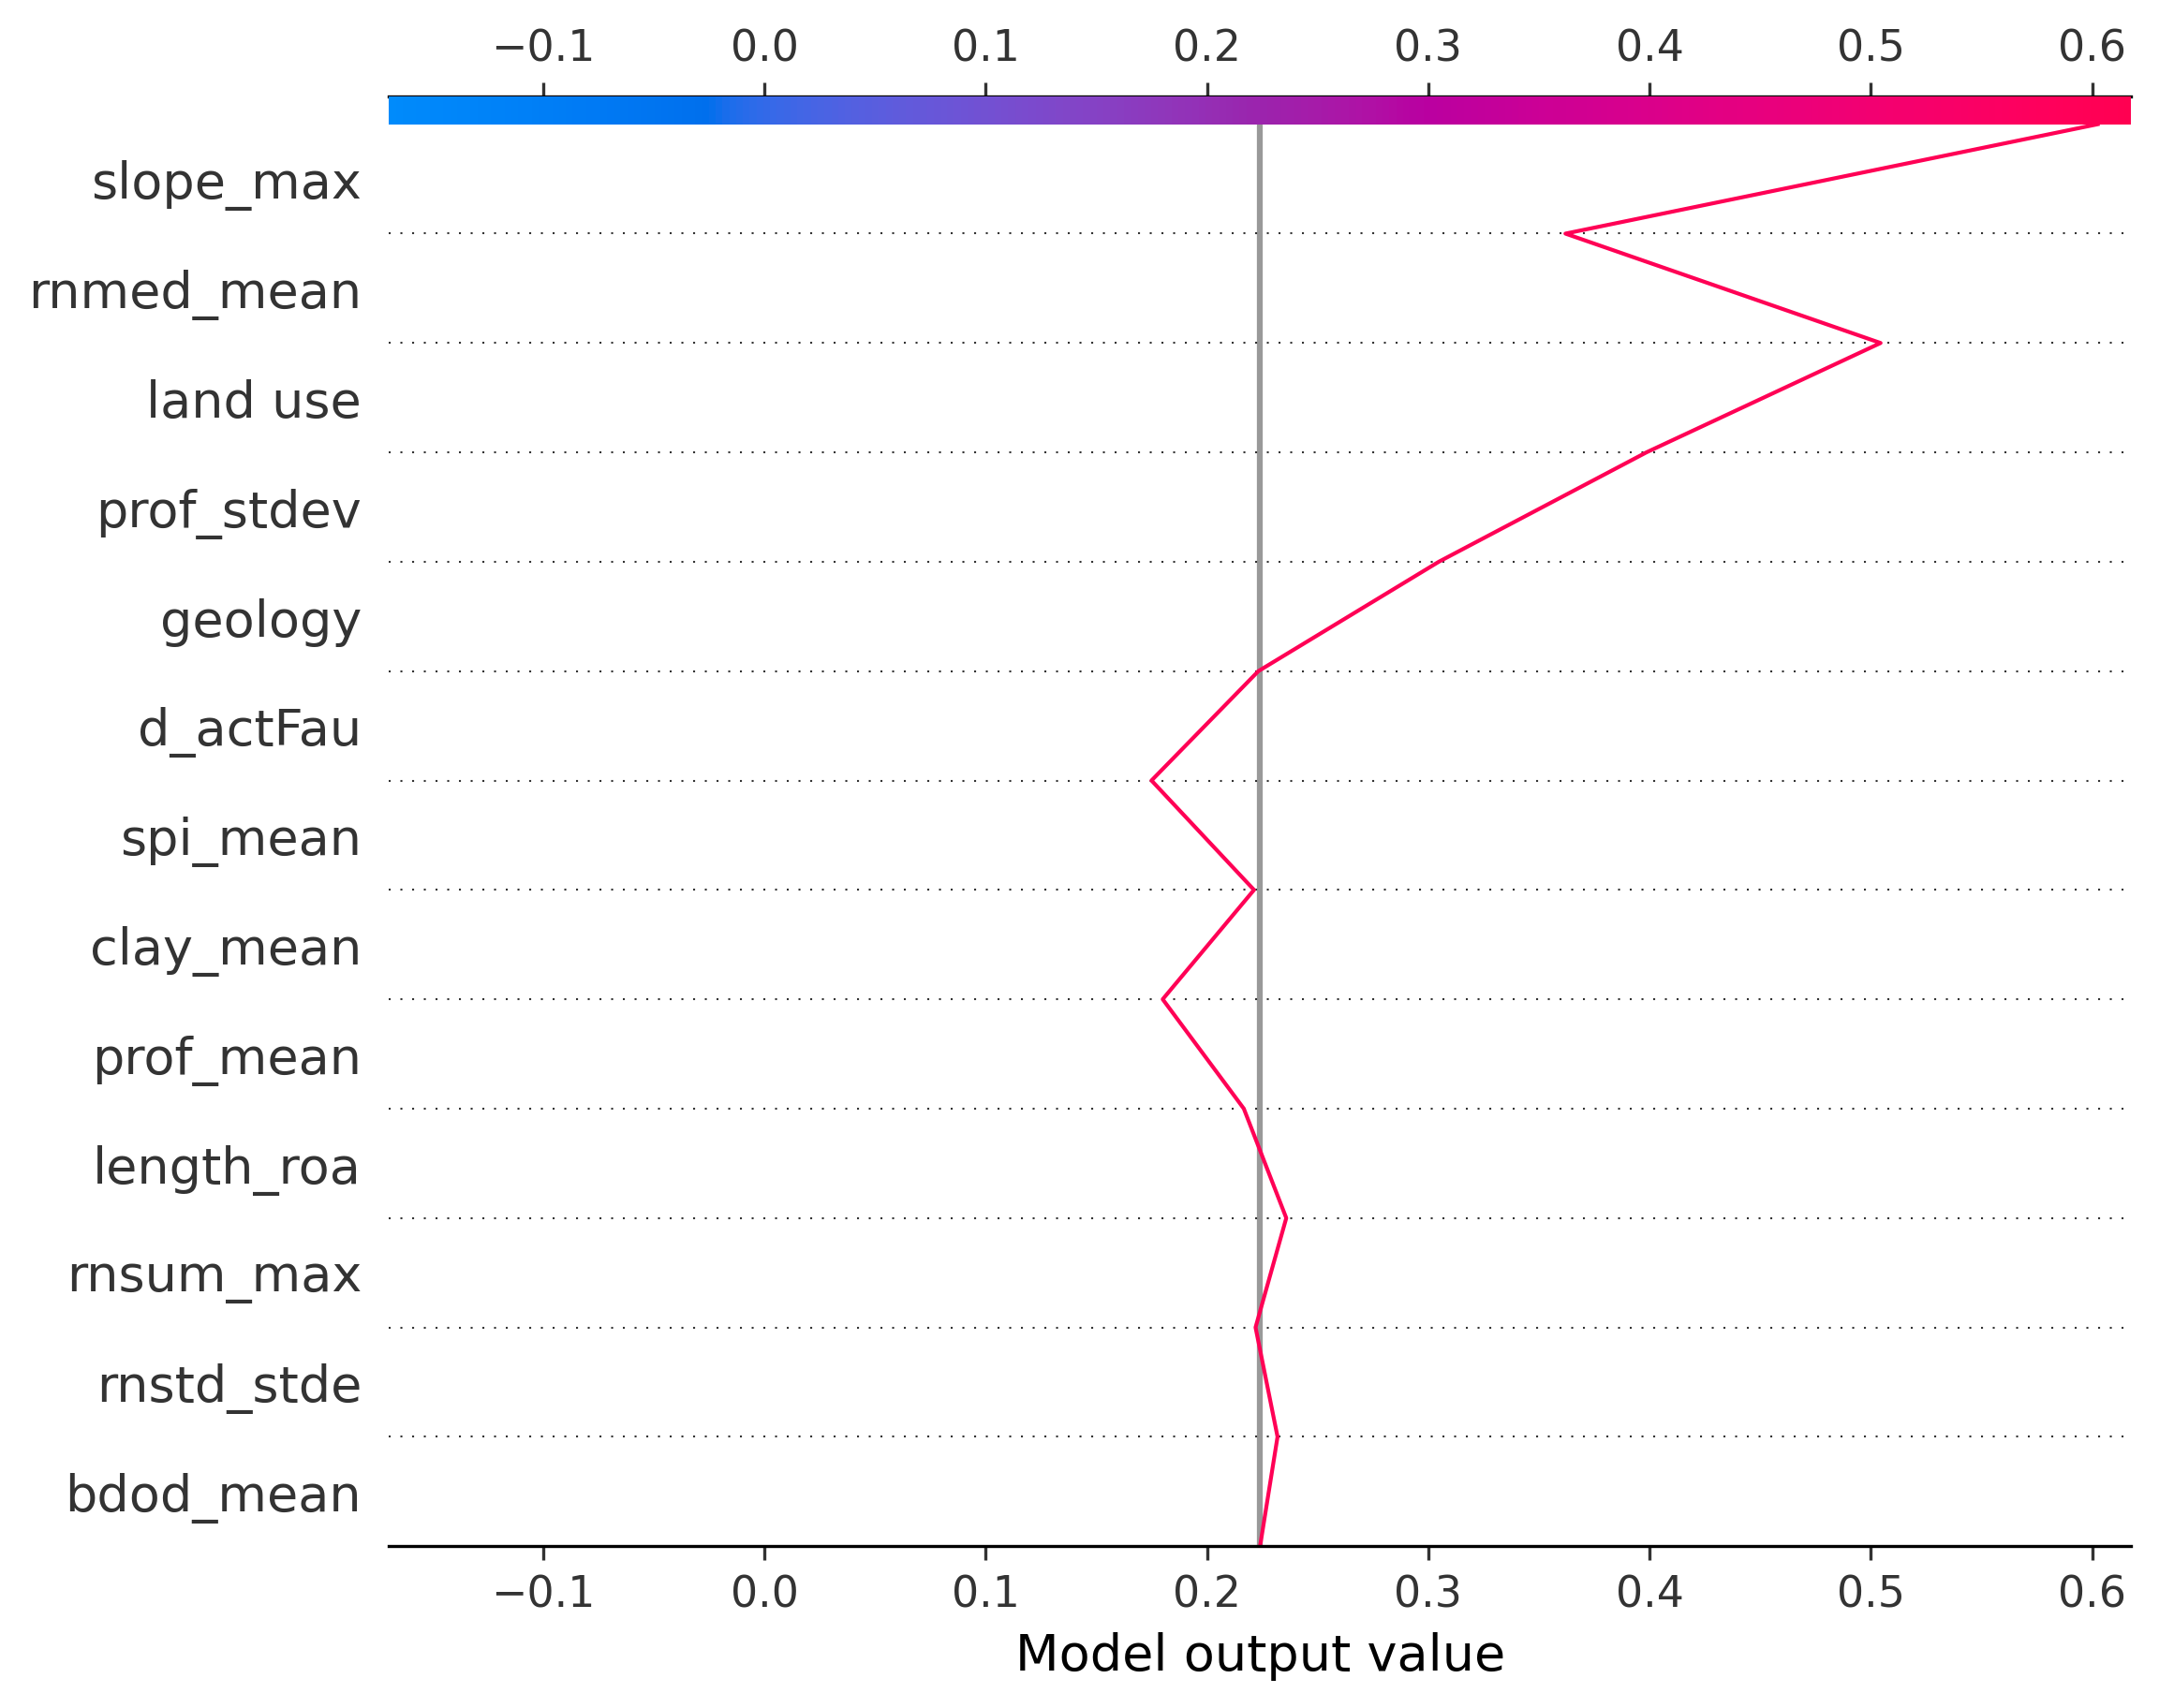 −0.1 0.0 0.1 0.2 0.3 0.4 0.5 0.6
slope_max
rnmed_mean
land use
prof_stdev
geology
d_actFau
spi_mean
clay_mean
prof_mean
length_roa
rnsum_max
rnstd_stde
bdod_mean
−0.1 0.0 0.1 0.2 0.3 0.4 0.5 0.6
Model output value